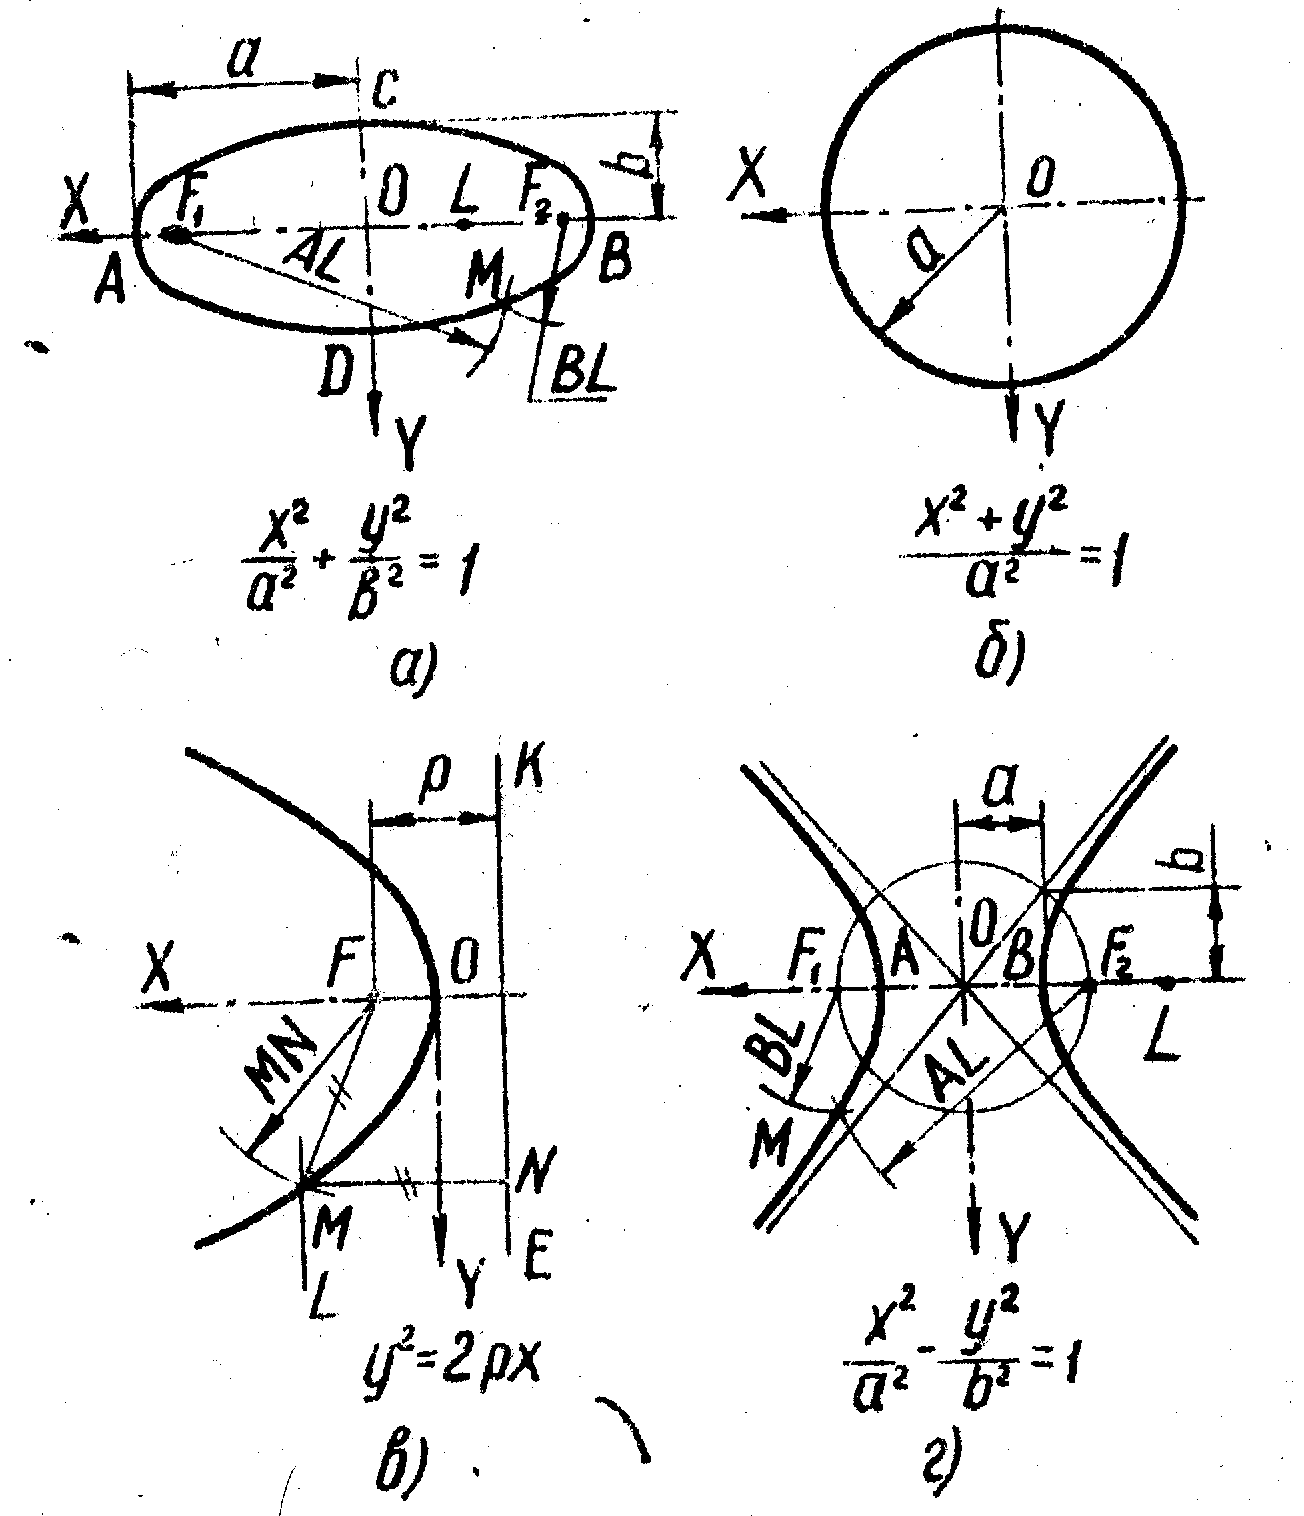 a
C
b
X
F₁
O
L
F₂
A
AL
M
B
D
BL
Y
x²/a² + y²/в² = 1
а)
X
O
a
Y
x² + y²/a² = 1
б)
p
K
X
F
O
MN
M
N
L
Y
E
y² = 2px
в)
a
b
X
F₁
A
O
B
F₂
L
BL
AL
M
Y
x²/a² - y²/b² = 1
г)